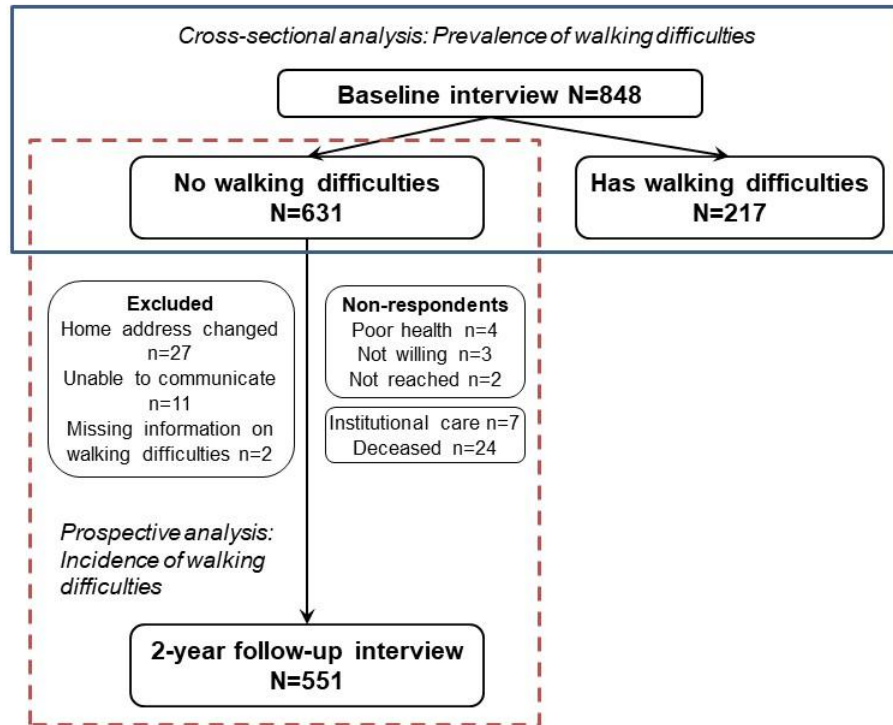 Cross-sectional analysis: Prevalence of walking difficulties
Baseline interview N=848
No walking difficulties
N=631
Has walking difficulties
N=217
Excluded
Home address changed
n=27
Unable to communicate
n=11
Missing information on
walking difficulties n=2
Non-respondents
Poor health n=4
Not willing n=3
Not reached n=2
Institutional care n=7
Deceased n=24
Prospective analysis:
Incidence of walking
difficulties
2-year follow-up interview
N=551